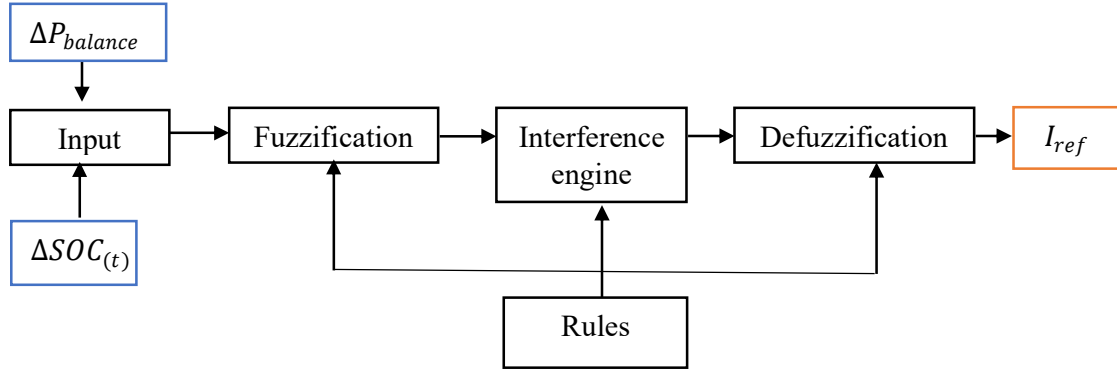 ΔP_balance
Input
Fuzzification
Interference
engine
Defuzzification
I_ref
ΔSOC_(t)
Rules